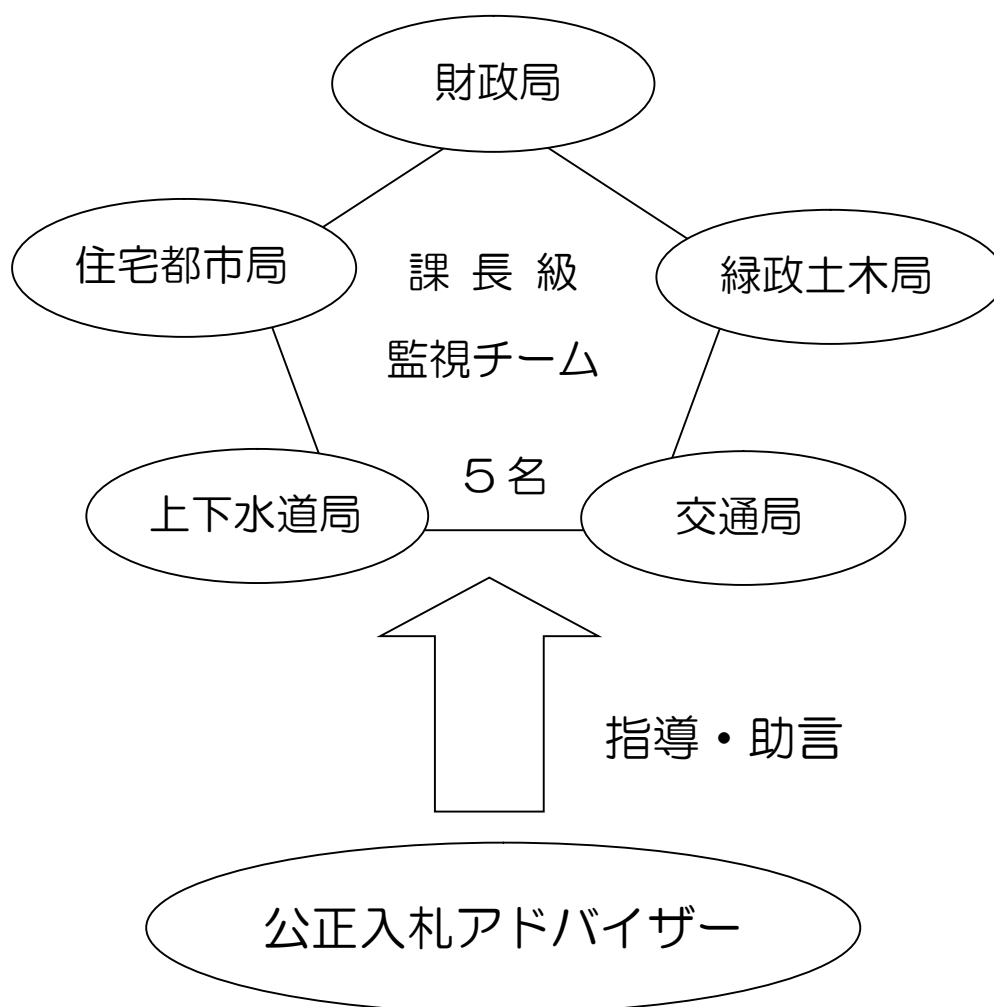 財政局
住宅都市局
課長級
緑政土木局
監視チーム
5名
上下水道局
交通局
指導・助言
公正入札アドバイザー